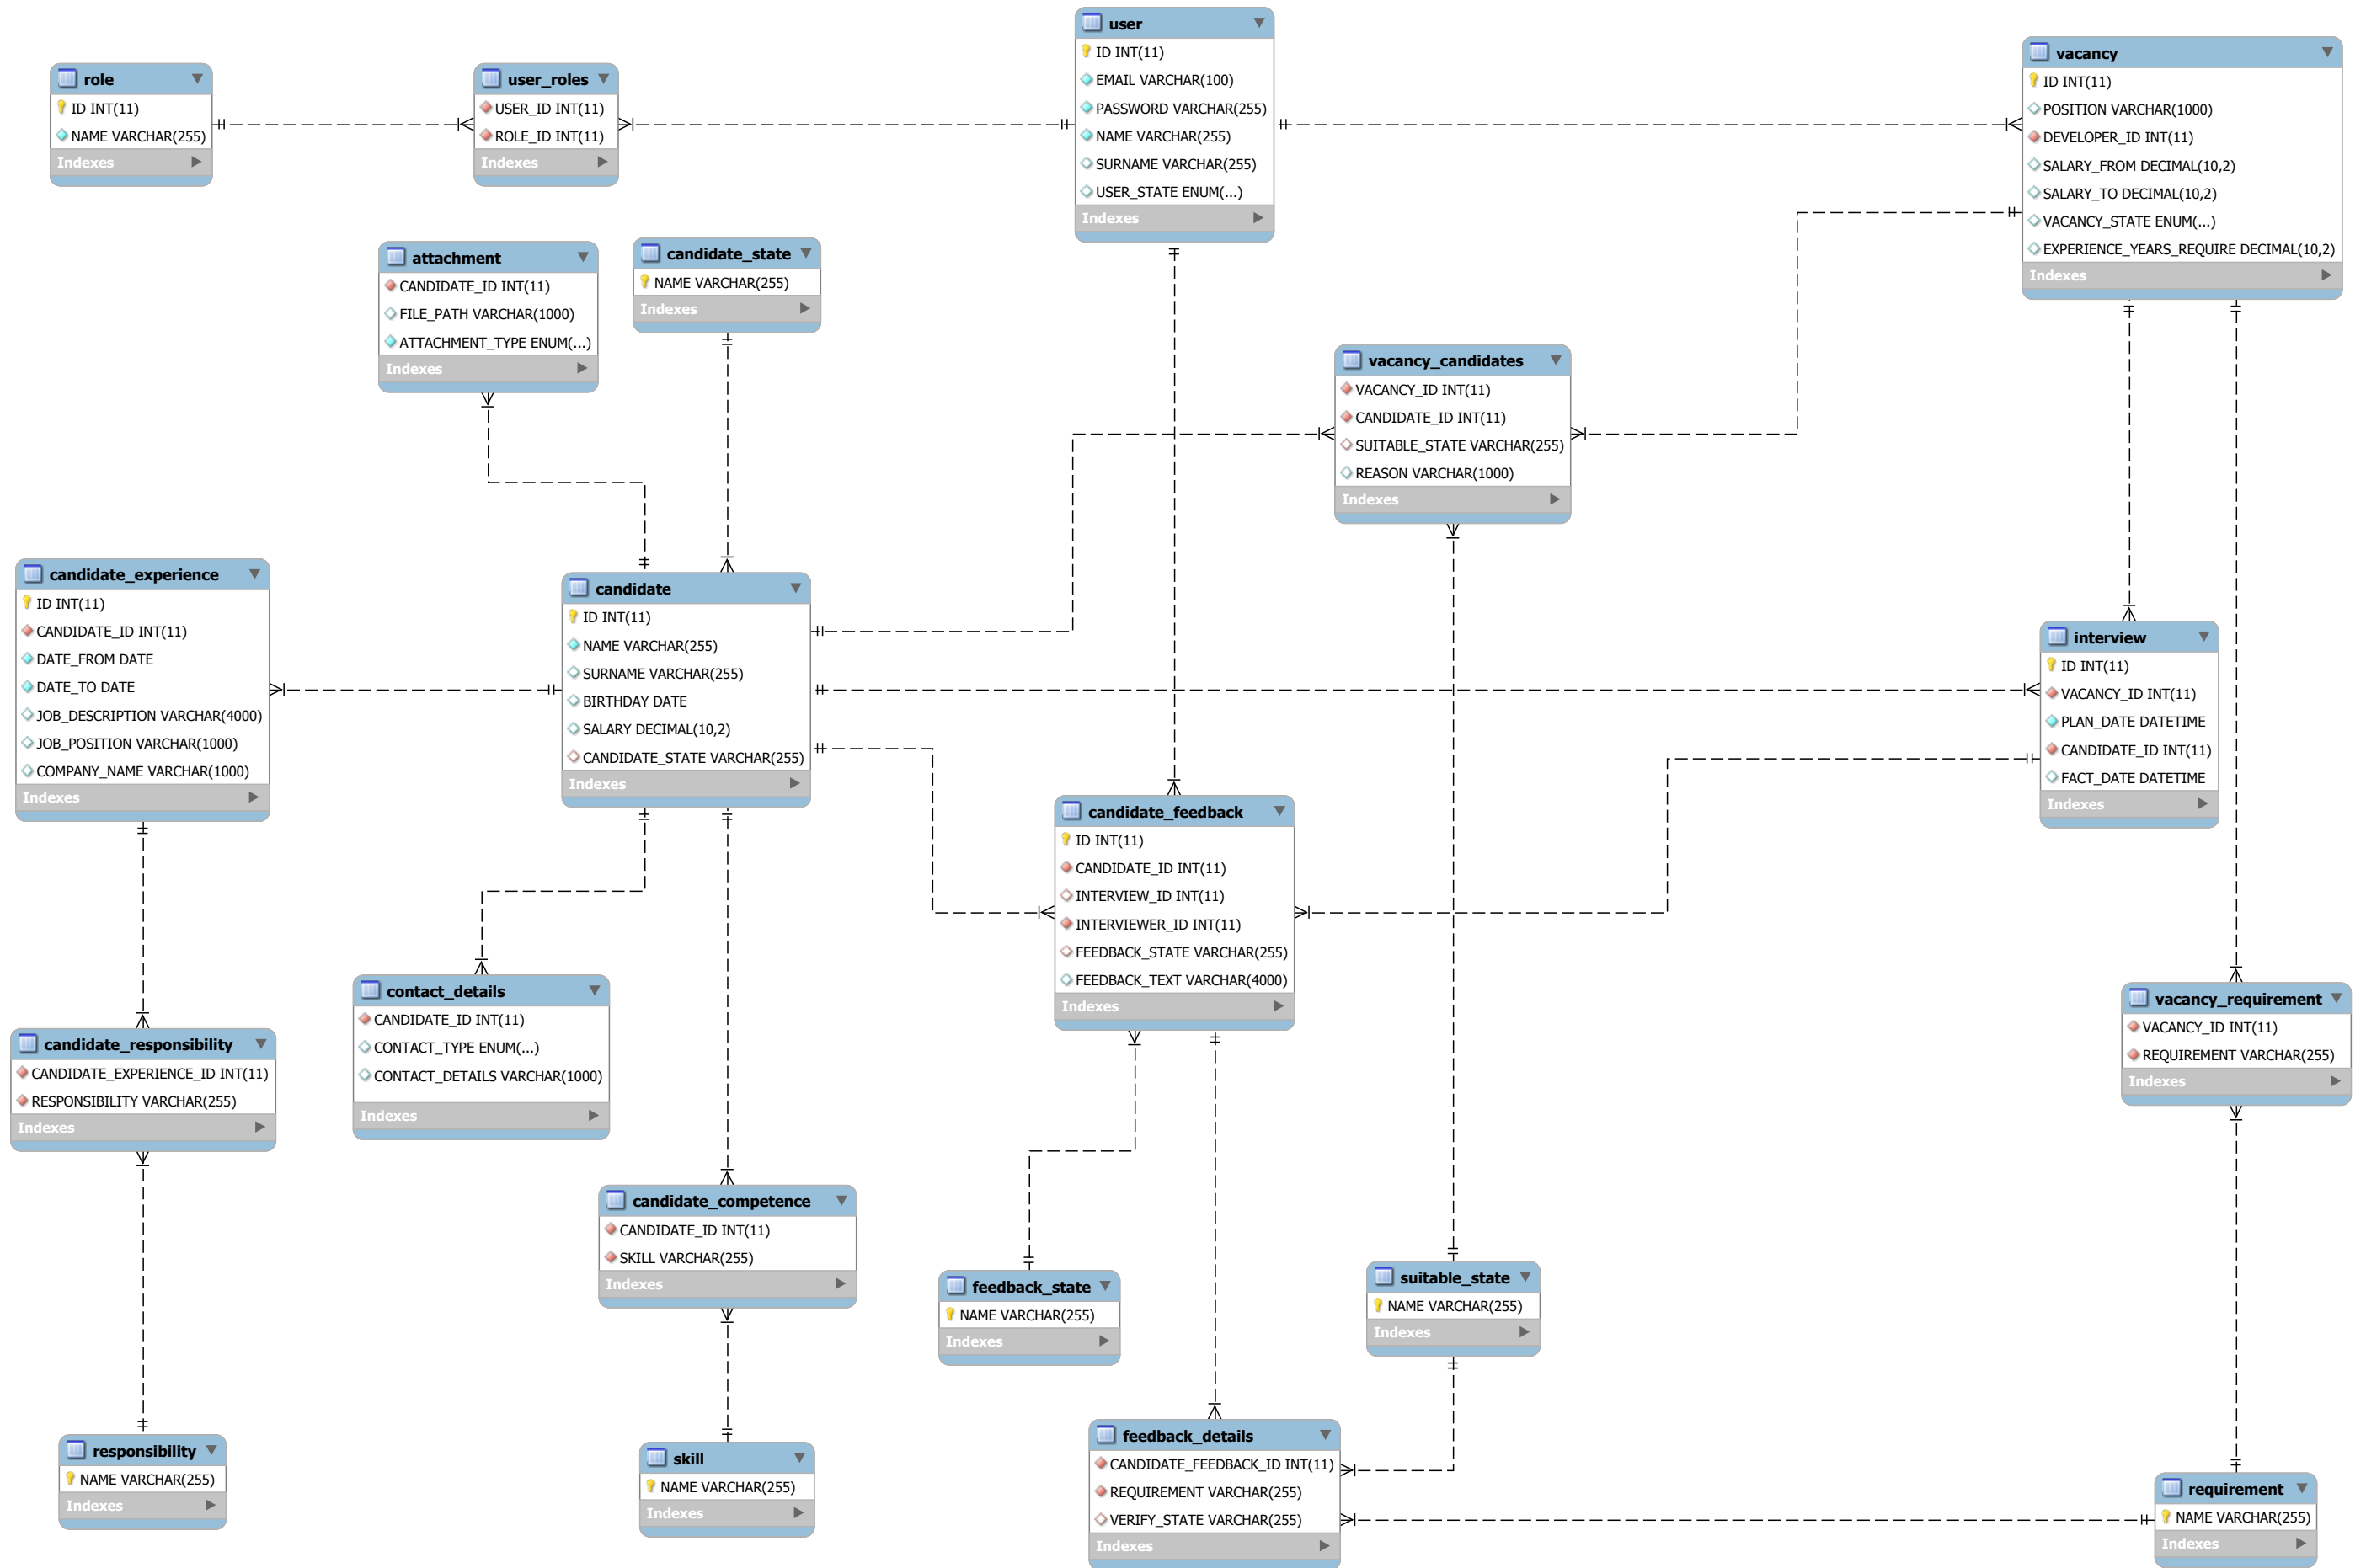 role
ID INT(11)
NAME VARCHAR(255)
Indexes
user_roles
USER_ID INT(11)
ROLE_ID INT(11)
Indexes
user
ID INT(11)
EMAIL VARCHAR(100)
PASSWORD VARCHAR(255)
NAME VARCHAR(255)
SURNAME VARCHAR(255)
USER_STATE ENUM(...)
Indexes
vacancy
ID INT(11)
POSITION VARCHAR(1000)
DEVELOPER_ID INT(11)
SALARY_FROM DECIMAL(10,2)
SALARY_TO DECIMAL(10,2)
VACANCY_STATE ENUM(...)
EXPERIENCE_YEARS_REQUIRE DECIMAL(10,2)
Indexes
attachment
CANDIDATE_ID INT(11)
FILE_PATH VARCHAR(1000)
ATTACHMENT_TYPE ENUM(...)
Indexes
candidate_state
NAME VARCHAR(255)
Indexes
vacancy_candidates
VACANCY_ID INT(11)
CANDIDATE_ID INT(11)
SUITABLE_STATE VARCHAR(255)
REASON VARCHAR(1000)
Indexes
candidate_experience
ID INT(11)
CANDIDATE_ID INT(11)
DATE_FROM DATE
DATE_TO DATE
JOB_DESCRIPTION VARCHAR(4000)
JOB_POSITION VARCHAR(1000)
COMPANY_NAME VARCHAR(1000)
Indexes
candidate
ID INT(11)
NAME VARCHAR(255)
SURNAME VARCHAR(255)
BIRTHDAY DATE
SALARY DECIMAL(10,2)
CANDIDATE_STATE VARCHAR(255)
Indexes
interview
ID INT(11)
VACANCY_ID INT(11)
PLAN_DATE DATETIME
CANDIDATE_ID INT(11)
FACT_DATE DATETIME
Indexes
candidate_feedback
ID INT(11)
CANDIDATE_ID INT(11)
INTERVIEW_ID INT(11)
INTERVIEWER_ID INT(11)
FEEDBACK_STATE VARCHAR(255)
FEEDBACK_TEXT VARCHAR(4000)
Indexes
contact_details
CANDIDATE_ID INT(11)
CONTACT_TYPE ENUM(...)
CONTACT_DETAILS VARCHAR(1000)
Indexes
vacancy_requirement
VACANCY_ID INT(11)
REQUIREMENT VARCHAR(255)
Indexes
candidate_responsibility
CANDIDATE_EXPERIENCE_ID INT(11)
RESPONSIBILITY VARCHAR(255)
Indexes
candidate_competence
CANDIDATE_ID INT(11)
SKILL VARCHAR(255)
Indexes
feedback_state
NAME VARCHAR(255)
Indexes
suitable_state
NAME VARCHAR(255)
Indexes
responsibility
NAME VARCHAR(255)
Indexes
skill
NAME VARCHAR(255)
Indexes
feedback_details
CANDIDATE_FEEDBACK_ID INT(11)
REQUIREMENT VARCHAR(255)
VERIFY_STATE VARCHAR(255)
Indexes
requirement
NAME VARCHAR(255)
Indexes